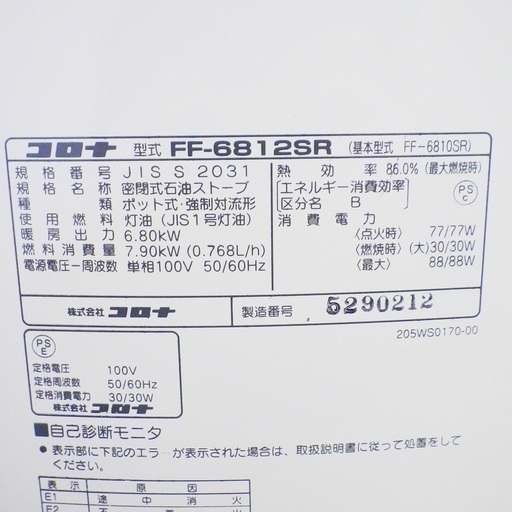 コロナ 型式 FF-6812SR (基本型式 FF-6810SR)
規格番号 JIS S 2031
規格名称 密閉式石油ストーブ
種類 ポット式・強制対流形
使用燃料 灯油 (JIS1号灯油)
暖房出力 6.80kW
燃料消費量 7.90kW (0.768L/h)
電源電圧-周波数 単相100V 50/60Hz
熱効率 86.0% (最大燃焼時)
[エネルギー消費効率]
[区分名 B]
PS
C
消費電力
〈点火時〉 77/77W
〈燃焼時〉(大) 30/30W
〈最大〉 88/88W
株式会社 コロナ
製造番号 5290212
205WS0170-00
PS
E
定格電圧 100V
定格周波数 50/60Hz
定格消費電力 30/30W
株式会社 コロナ
■自己診断モニタ
● 表示部に下記のエラーが表示された場合は、取扱説明書に従って処置をして
ください。
表示 原因
E1 途中消火
E2